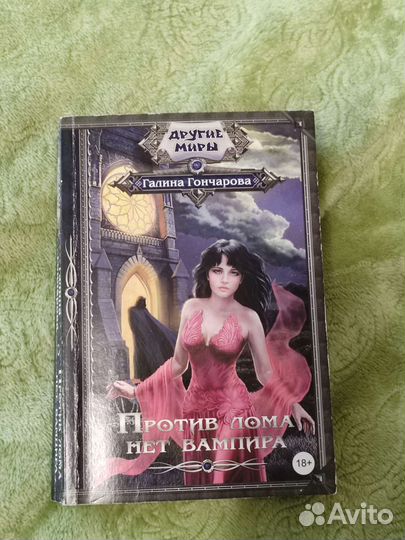 ДРУГИЕ
МИРЫ
ГАЛИНА ГОНЧАРОВА
ПРОТИВ ЛОМА
НЕТ ВАМПИРА
18+
Avito